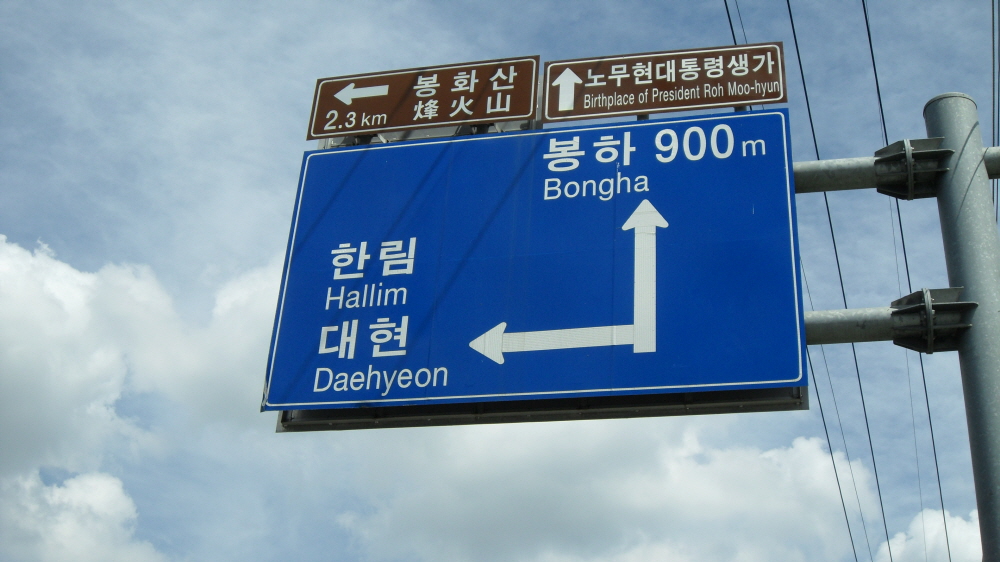 봉화산
2.3 km 烽火山
노무현대통령생가
Birthplace of President Roh Moo-hyun
봉하 900m
Bongha
한림
Hallim
대현
Daehyeon